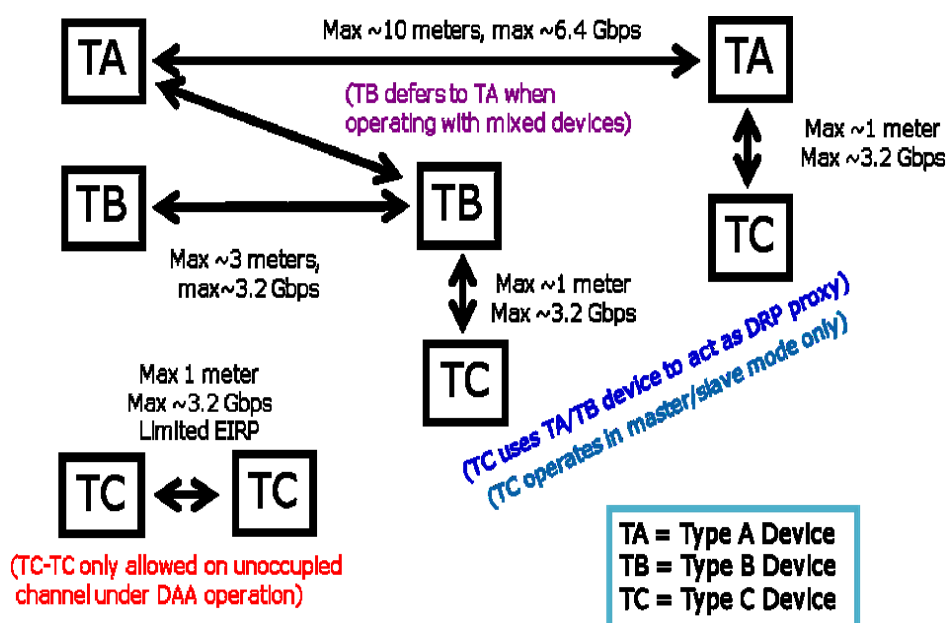 Max ~10 meters, max ~6.4 Gbps
TA
TA
(TB defers to TA when
operating with mixed devices)
Max ~1 meter
Max ~3.2 Gbps
TB
TB
TC
Max ~3 meters,
max~3.2 Gbps
Max ~1 meter
Max ~3.2 Gbps
TC
(TC uses TA/TB device to act as DRP proxy)
(TC operates in master/slave mode only)
Max 1 meter
Max ~3.2 Gbps
Limited EIRP
TC
TC
(TC-TC only allowed on unoccupled
channel under DAA operation)
TA = Type A Device
TB = Type B Device
TC = Type C Device